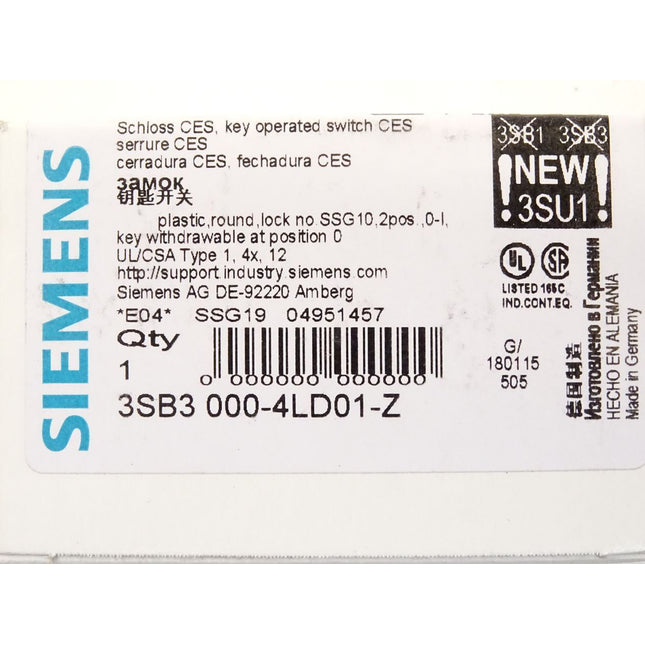 SIEMENS
Schloss CES, key operated switch CES
serrure CES
cerradura CES, fechadura CES
замок
钥匙开关
plastic,round,lock no.SSG10,2pos.,0-I,
key withdrawable at position 0
UL/CSA Type 1, 4x, 12
http://support.industry.siemens.com
Siemens AG DE-92220 Amberg
*E04* SSG19 04951457
Qty
1
0 000000 000000
3SB3 000-4LD01-Z
3SB1 3SB3
! NEW !
3SU1
UL SP
LISTED 165C
IND.CONT.EQ.
G/
180115
505
德国制造
Изготовлено в Германии
HECHO EN ALEMANIA
Made in Germany